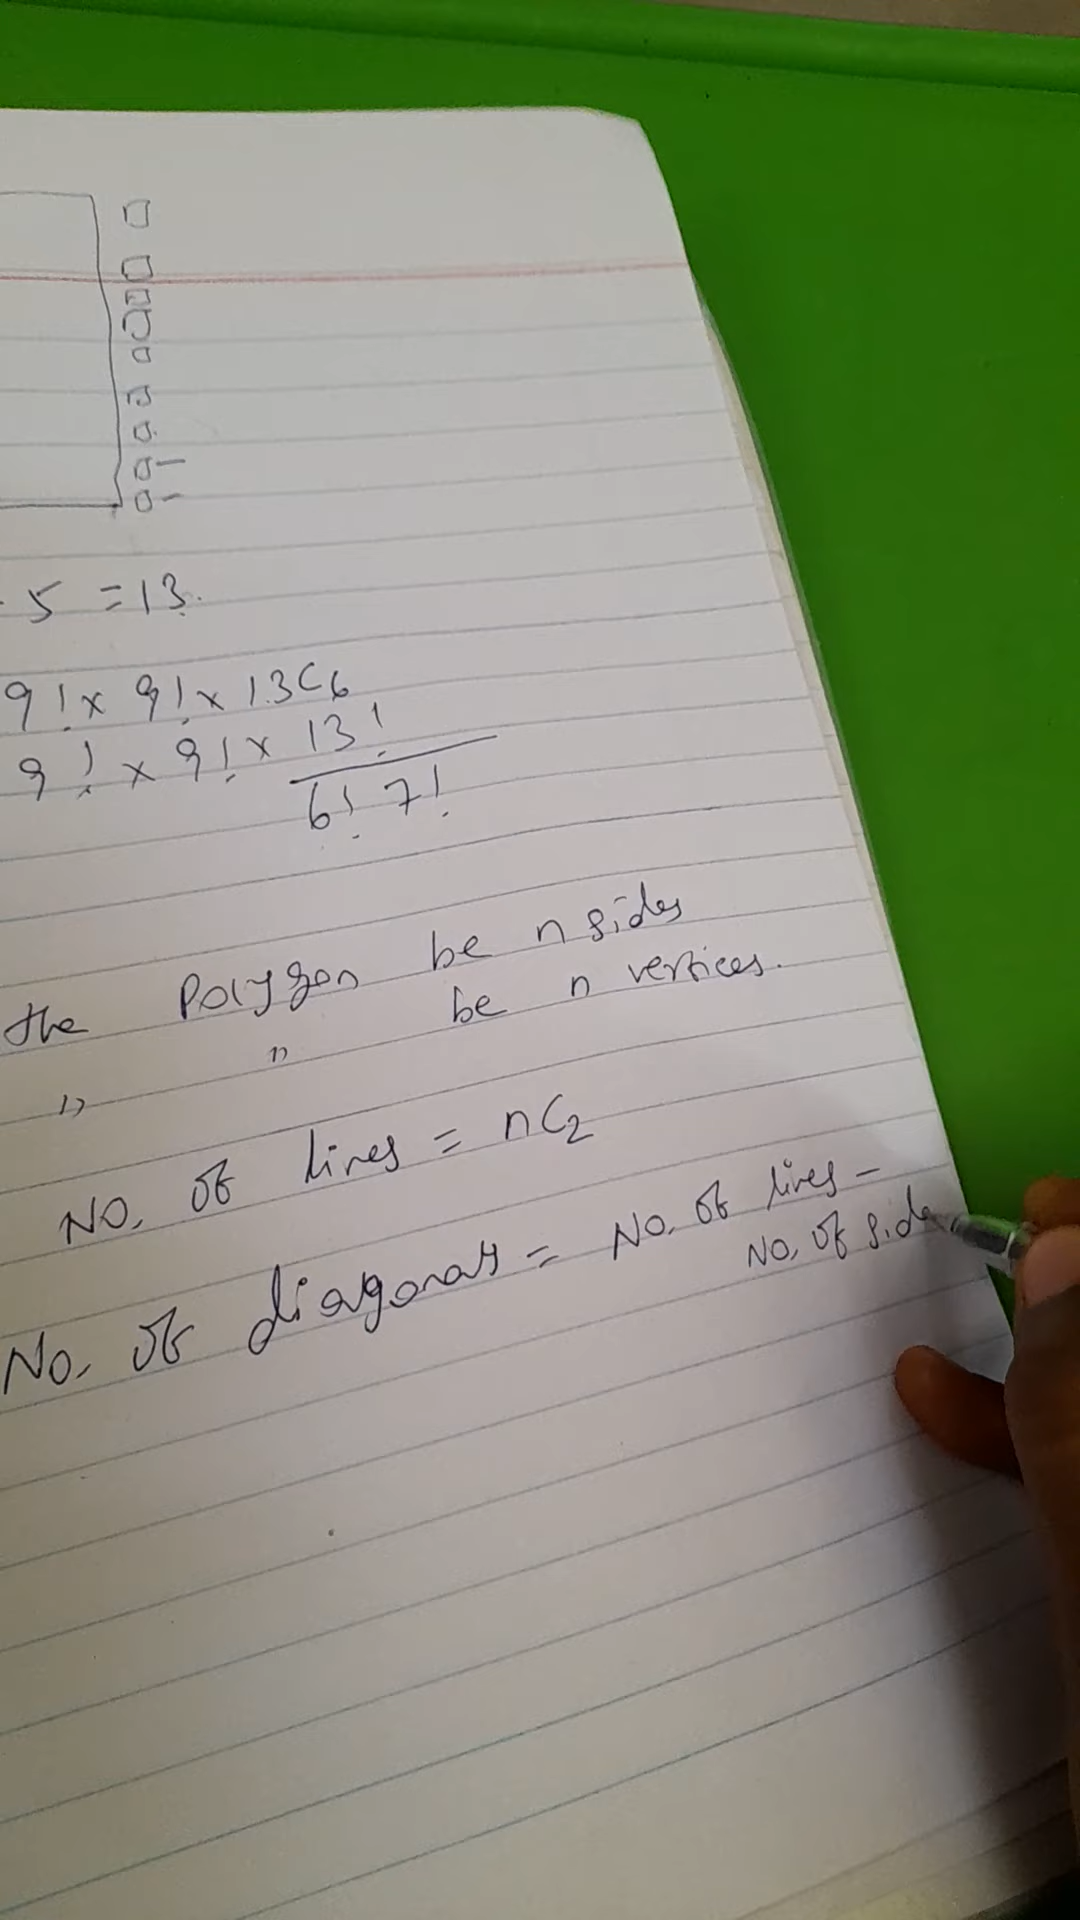 5 = 13.
9! x 9! x 13C6
9! x 9! x 13!
6! 7!
the Polygon be n sides
" " be n vertices.
No. of lines = nC2
No. of diagonals = No. of lines -
No. of side